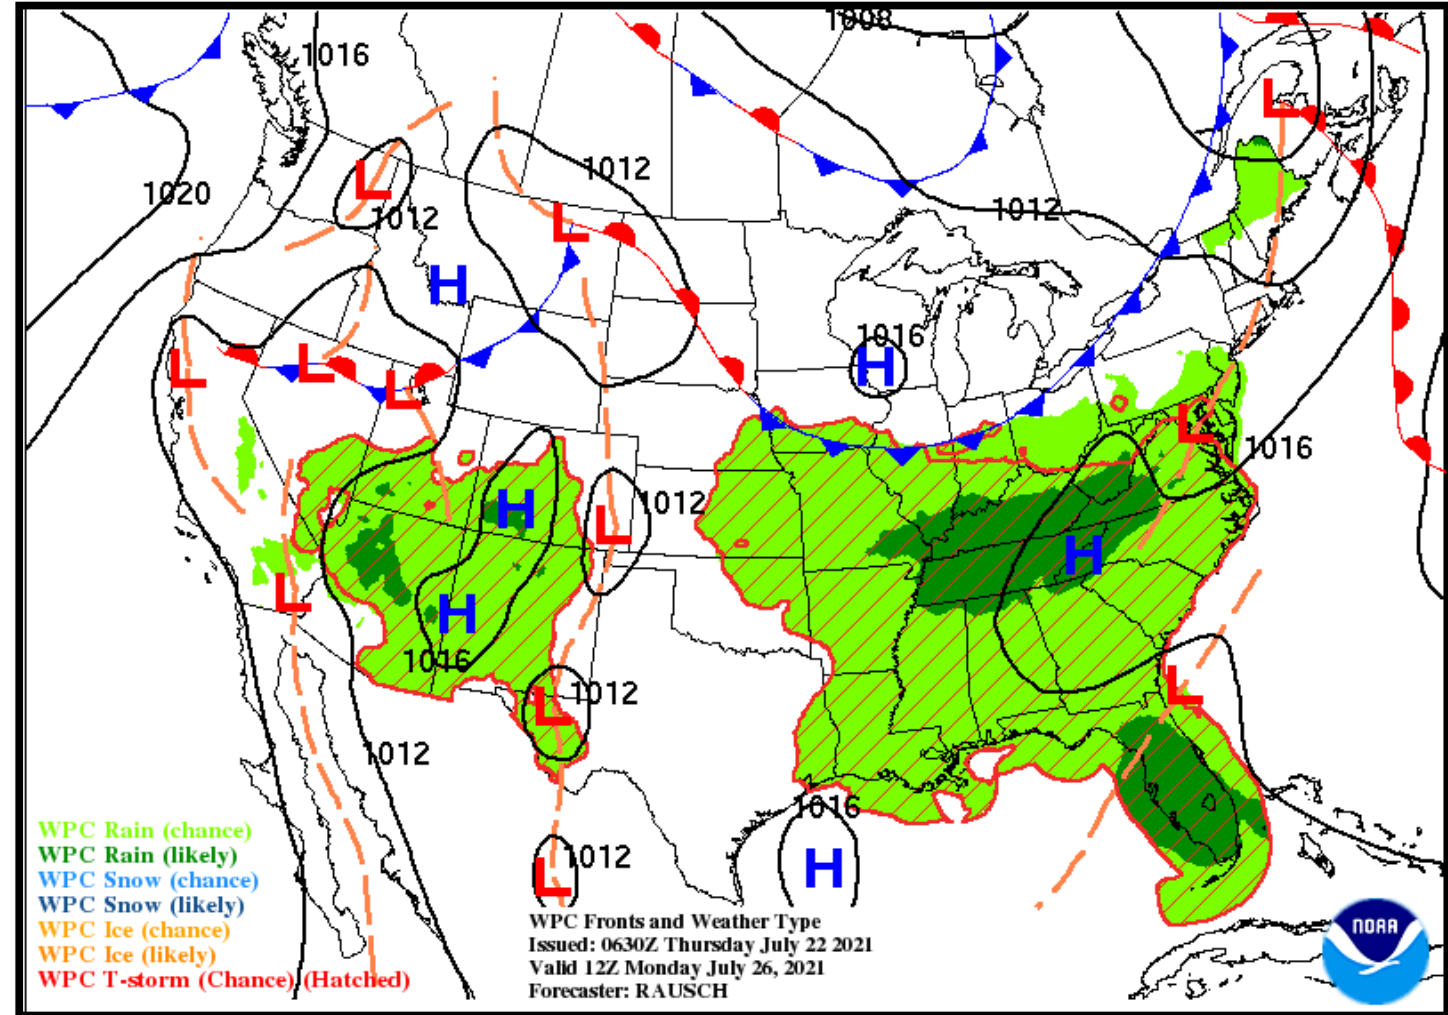 1008
1016
1012
1020
L
L
1012
1012
L
H
1016
H
L
L
L
L
1016
H
1012
L
H
L
H
1016
L
1012
L
1012
1016
H
1012
L
WPC Rain (chance)
WPC Rain (likely)
WPC Snow (chance)
WPC Snow (likely)
WPC Ice (chance)
WPC Ice (likely)
WPC T-storm (Chance) (Hatched)
WPC Fronts and Weather Type
Issued: 0630Z Thursday July 22 2021
Valid 12Z Monday July 26, 2021
Forecaster: RAUSCH
NOAA